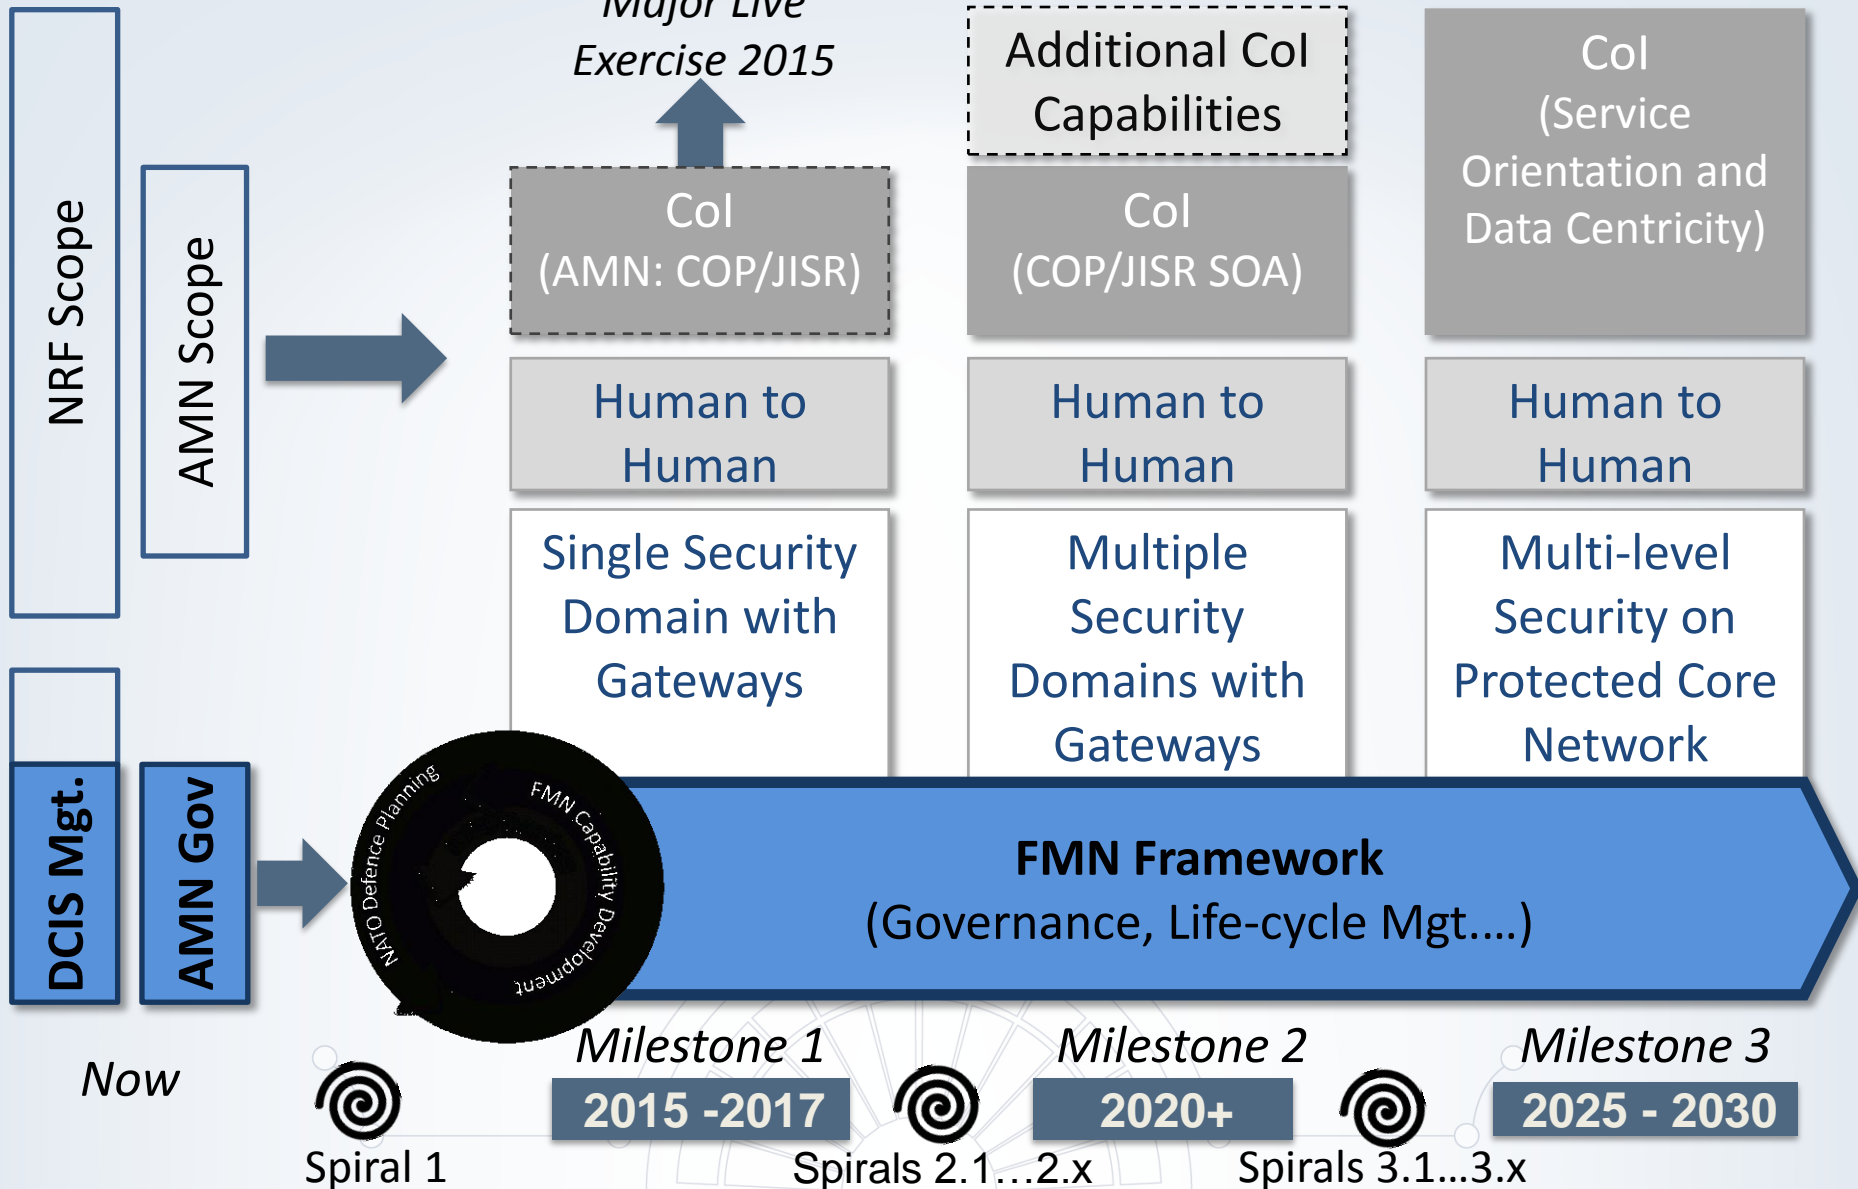 Major Live
Exercise 2015
Additional CoI
Capabilities
CoI
(Service
Orientation and
Data Centricity)
NRF Scope
AMN Scope
CoI
(AMN: COP/JISR)
CoI
(COP/JISR SOA)
Human to
Human
Human to
Human
Human to
Human
Single Security
Domain with
Gateways
Multiple
Security
Domains with
Gateways
Multi-level
Security on
Protected Core
Network
DCIS Mgt.
AMN Gov
NATO Defence Planning
FMN Capability Development
FMN Framework
(Governance, Life-cycle Mgt....)
Now
Milestone 1
Milestone 2
Milestone 3
2015 -2017
2020+
2025 - 2030
Spiral 1
Spirals 2.1...2.x
Spirals 3.1...3.x